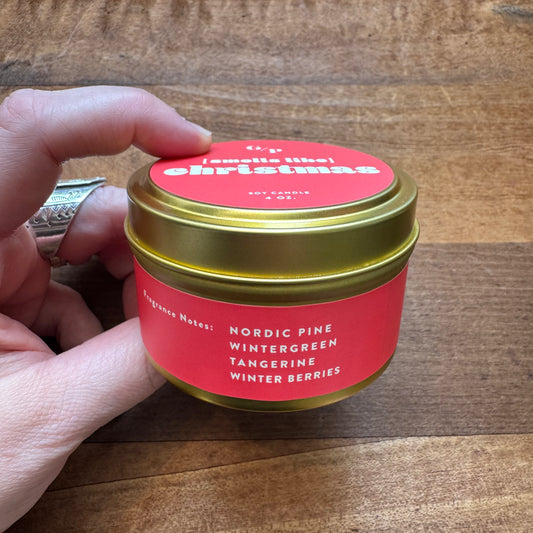 G/P
[smells like]
christmas
SOY CANDLE
4 OZ.
Fragrance Notes:
NORDIC PINE
WINTERGREEN
TANGERINE
WINTER BERRIES